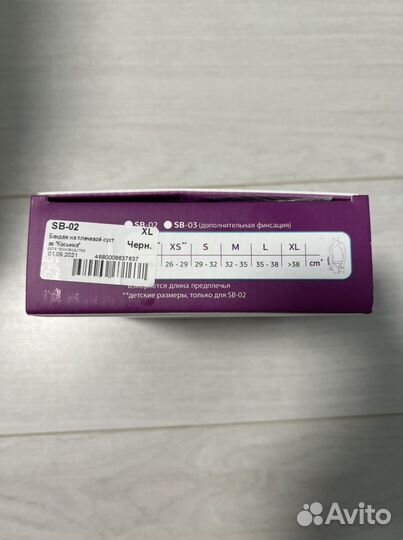 SB-02
XL
Бандаж на плечевой суст
ав "Косынка"
Черн.
дата производства
01.09.2021
4680006637637
SB-02 SB-03 (дополнительная фиксация)
XS** S M L XL
26 - 29 29 - 32 32 - 35 35 - 38 >38 cm*
измеряется длина предплечья
**детские размеры, только для SB-02
Avito